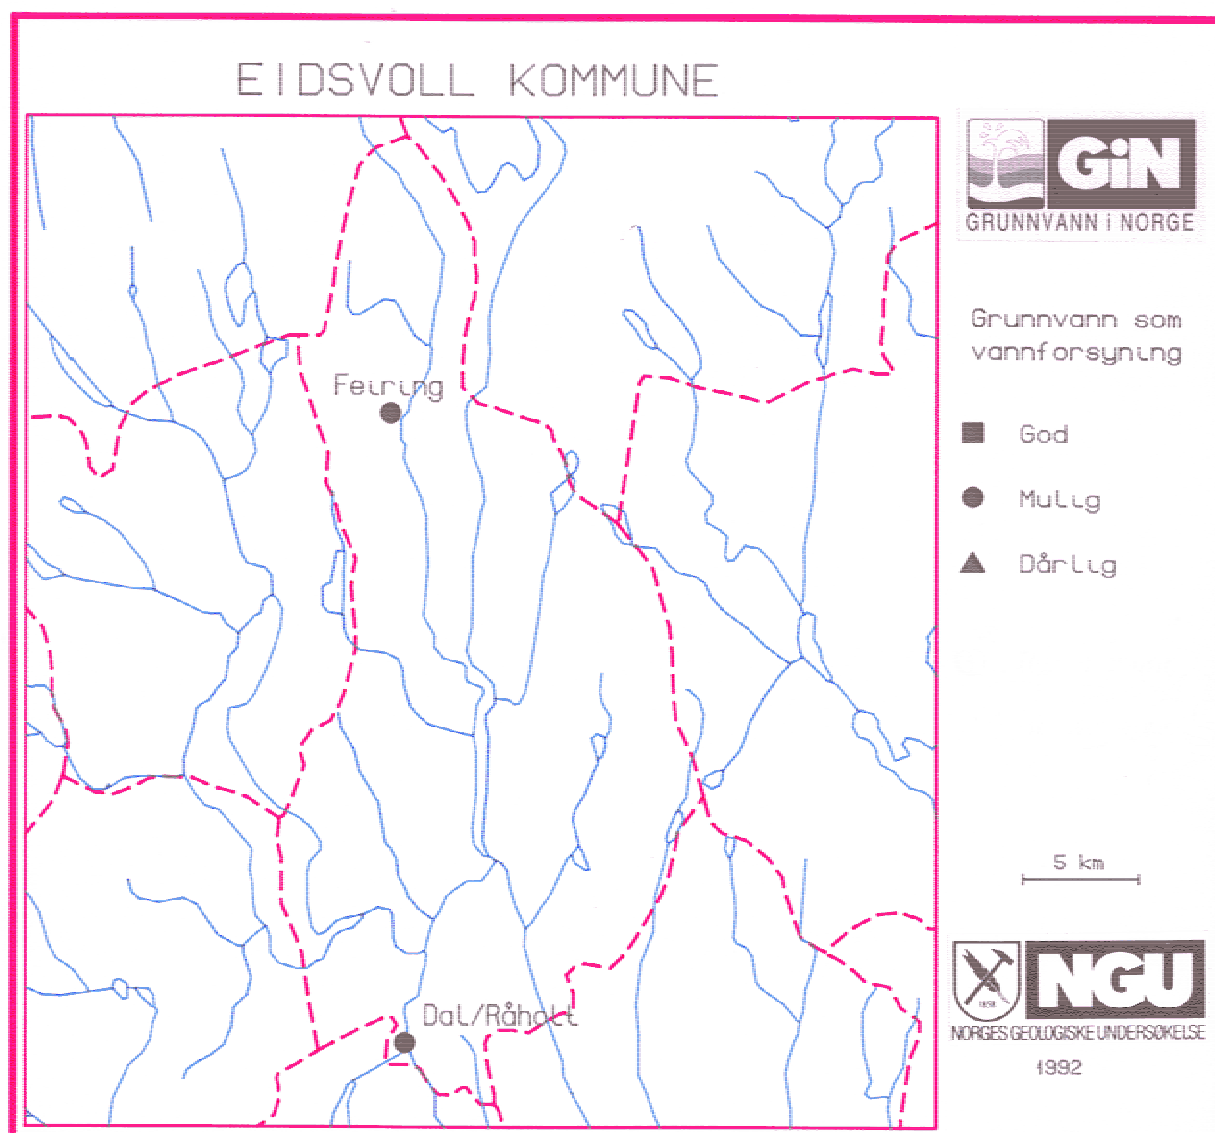 EIDSVOLL KOMMUNE
GiN
GRUNNVANN i NORGE
Grunnvann som
vannforsyning
God
Mulig
Dårlig
Feiring
5 km
Dal/Råholt
NGU
NORGES GEOLOGISKE UNDERSØKELSE
1992